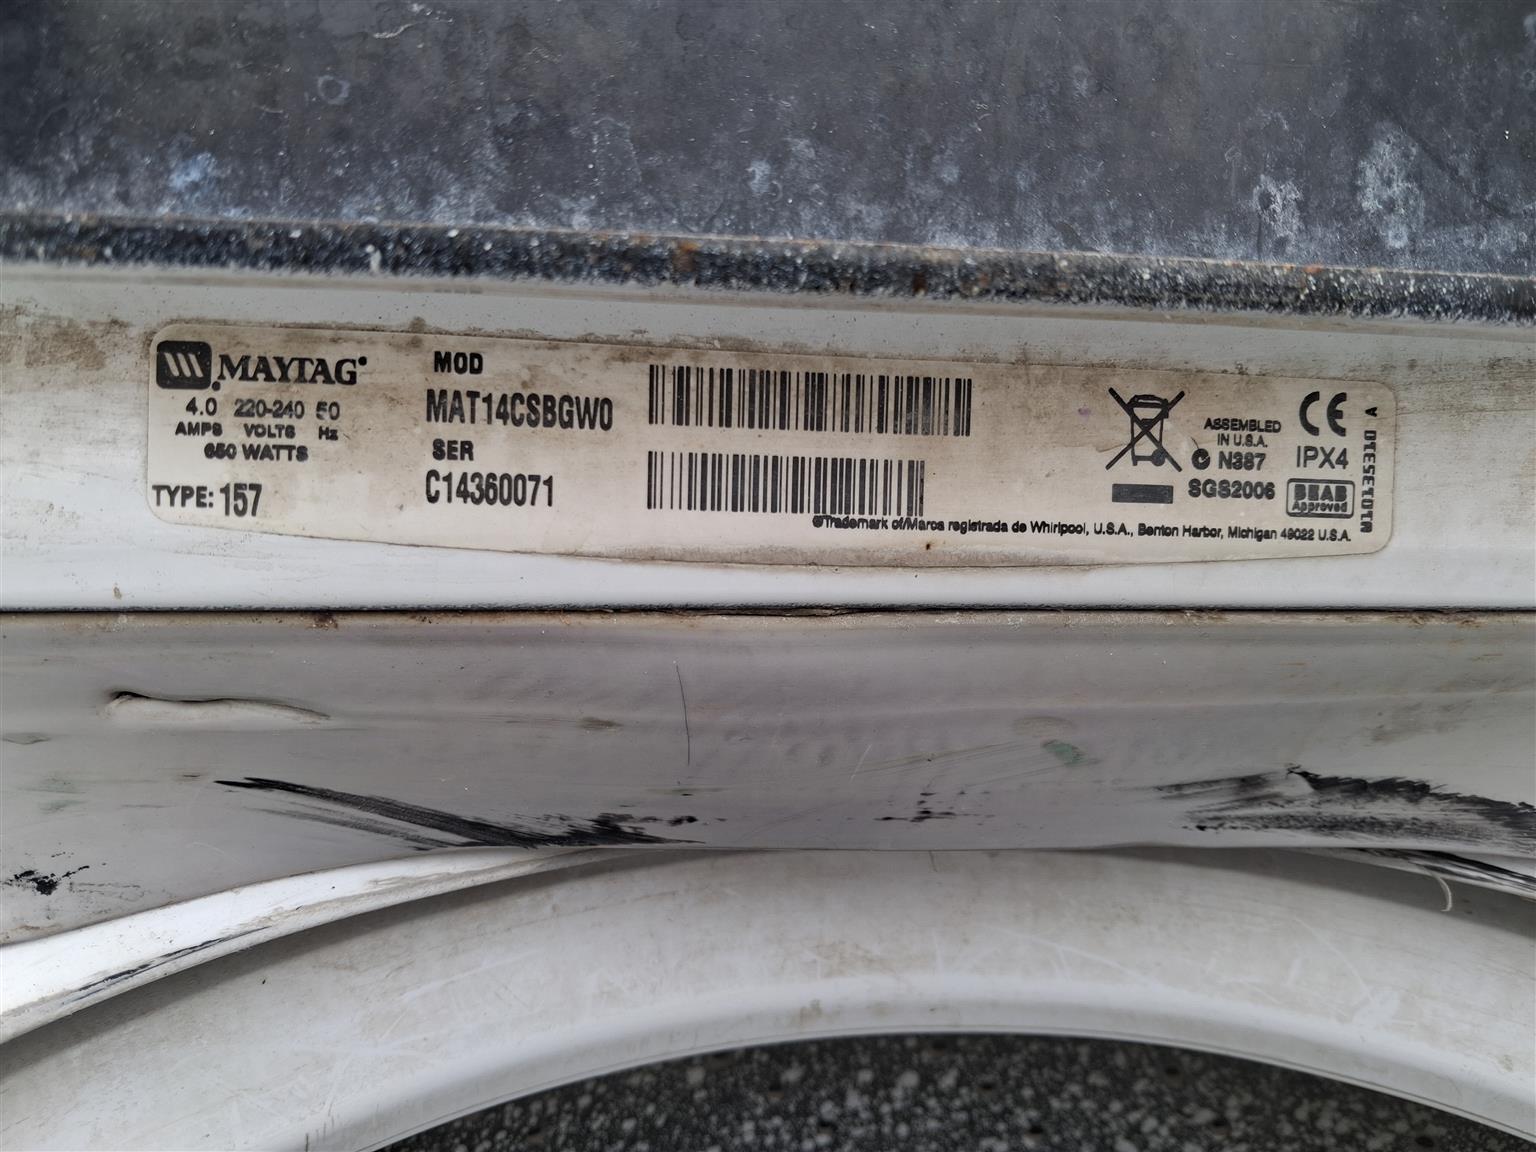 MAYTAG
4.0 220-240 50
AMPS VOLTS Hz
650 WATTS
TYPE: 157
MOD
MAT14CSBGW0
SER
C14360071
ASSEMBLED
IN U.S.A.
N387
SGS2006
CE
IPX4
BEAB
Approved
®Trademark of/Marca registrada de Whirlpool, U.S.A., Benton Harbor, Michigan 49022 U.S.A.